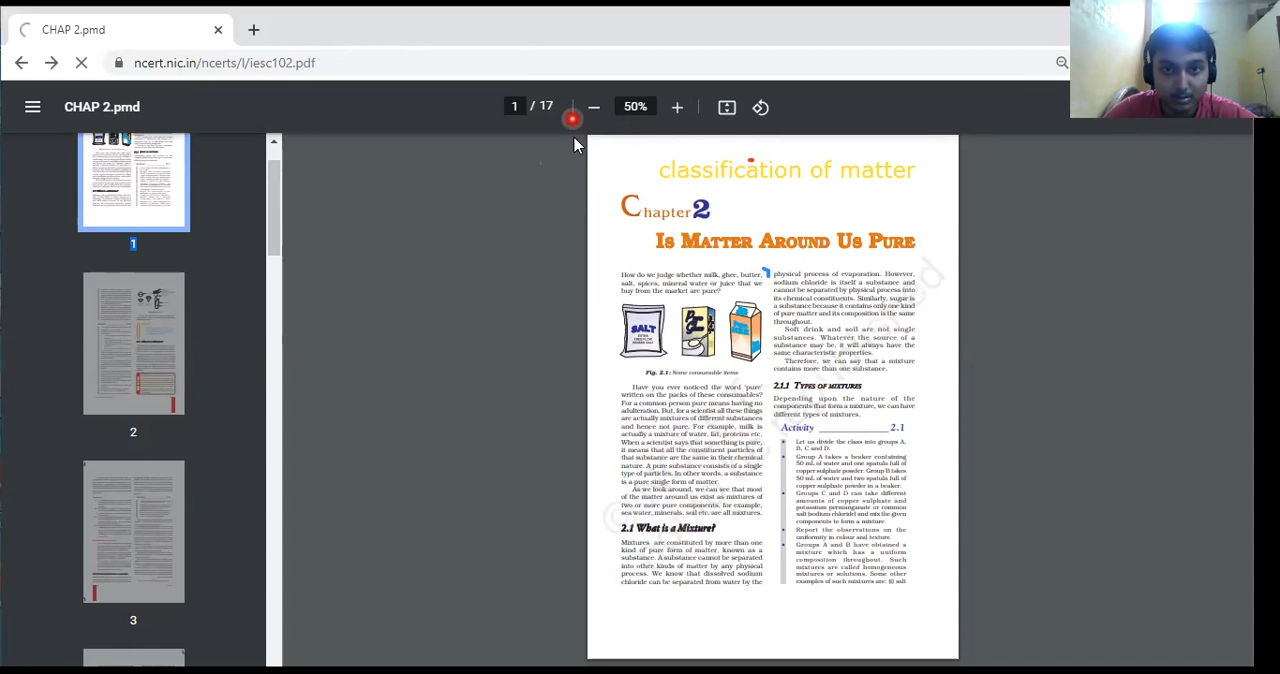 CHAP 2.pmd
ncert.nic.in/ncerts/l/iesc102.pdf
CHAP 2.pmd
1 / 17
50%
1
2
3
classification of matter
Chapter 2
IS MATTER AROUND US PURE
How do we judge whether milk, ghee, butter,
salt, spices, mineral water or juice that we
buy from the market are pure?
SALT
Fig. 2.1: Some consumable items
Have you ever noticed the word 'pure'
written on the packs of these consumables?
For a common person pure means having no
adulteration. But, for a scientist all these things
are actually mixtures of different substances
and hence not pure. For example, milk is
actually a mixture of water, fat, proteins etc.
When a scientist says that something is pure,
it means that all the constituent particles of
that substance are the same in their chemical
nature. A pure substance consists of a single
type of particles. In other words, a substance
is a pure single form of matter.
As we look around, we can see that most
of the matter around us exist as mixtures of
two or more pure components, for example,
sea water, minerals, soil etc. are all mixtures.
2.1 What is a Mixture?
Mixtures are constituted by more than one
kind of pure form of matter, known as a
substance. A substance cannot be separated
into other kinds of matter by any physical
process. We know that dissolved sodium
chloride can be separated from water by the
physical process of evaporation. However,
sodium chloride is itself a substance and
cannot be separated by physical process into
its chemical constituents. Similarly, sugar is
a substance because it contains only one kind
of pure matter and its composition is the same
throughout.
Soft drink and soil are not single
substances. Whatever the source of a
substance may be, it will always have the
same characteristic properties.
Therefore, we can say that a mixture
contains more than one substance.
2.1.1 TYPES OF MIXTURES
Depending upon the nature of the
components that form a mixture, we can have
different types of mixtures.
Activity ______________ 2.1
• Let us divide the class into groups A,
B, C and D.
• Group A takes a beaker containing
50 mL of water and one spatula full of
copper sulphate powder. Group B takes
50 mL of water and two spatula full of
copper sulphate powder in a beaker.
• Groups C and D can take different
amounts of copper sulphate and
potassium permanganate or common
salt (sodium chloride) and mix the given
components to form a mixture.
• Report the observations on the
uniformity in colour and texture.
• Groups A and B have obtained a
mixture which has a uniform
composition throughout. Such
mixtures are called homogeneous
mixtures or solutions. Some other
examples of such mixtures are: (i) salt